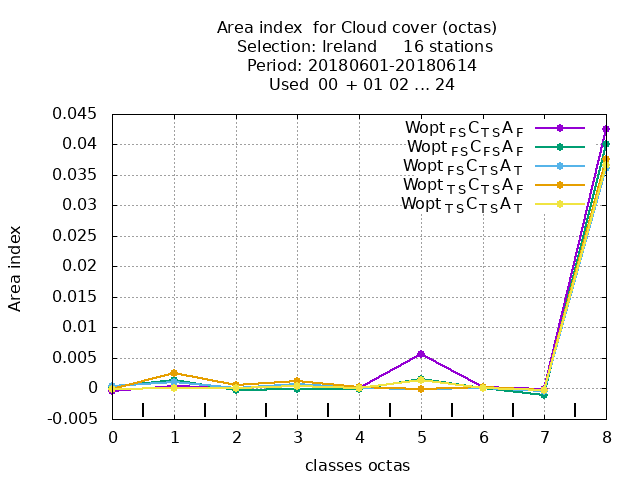 Area index  for Cloud cover (octas)
Selection: Ireland     16 stations
Period: 20180601-20180614
Used  00 + 01 02 ... 24
0.045
0.04
0.035
0.03
0.025
0.02
0.015
0.01
0.005
0
-0.005
Area index
Wopt FS C TS A F
Wopt FS C FS A F
Wopt FS C TS A T
Wopt TS C TS A F
Wopt TS C TS A T
0 1 2 3 4 5 6 7 8
classes octas